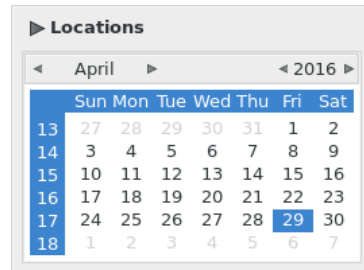 Locations
April 2016
Sun Mon Tue Wed Thu Fri Sat
13 27 28 29 30 31 1 2
14 3 4 5 6 7 8 9
15 10 11 12 13 14 15 16
16 17 18 19 20 21 22 23
17 24 25 26 27 28 29 30
18 1 2 3 4 5 6 7